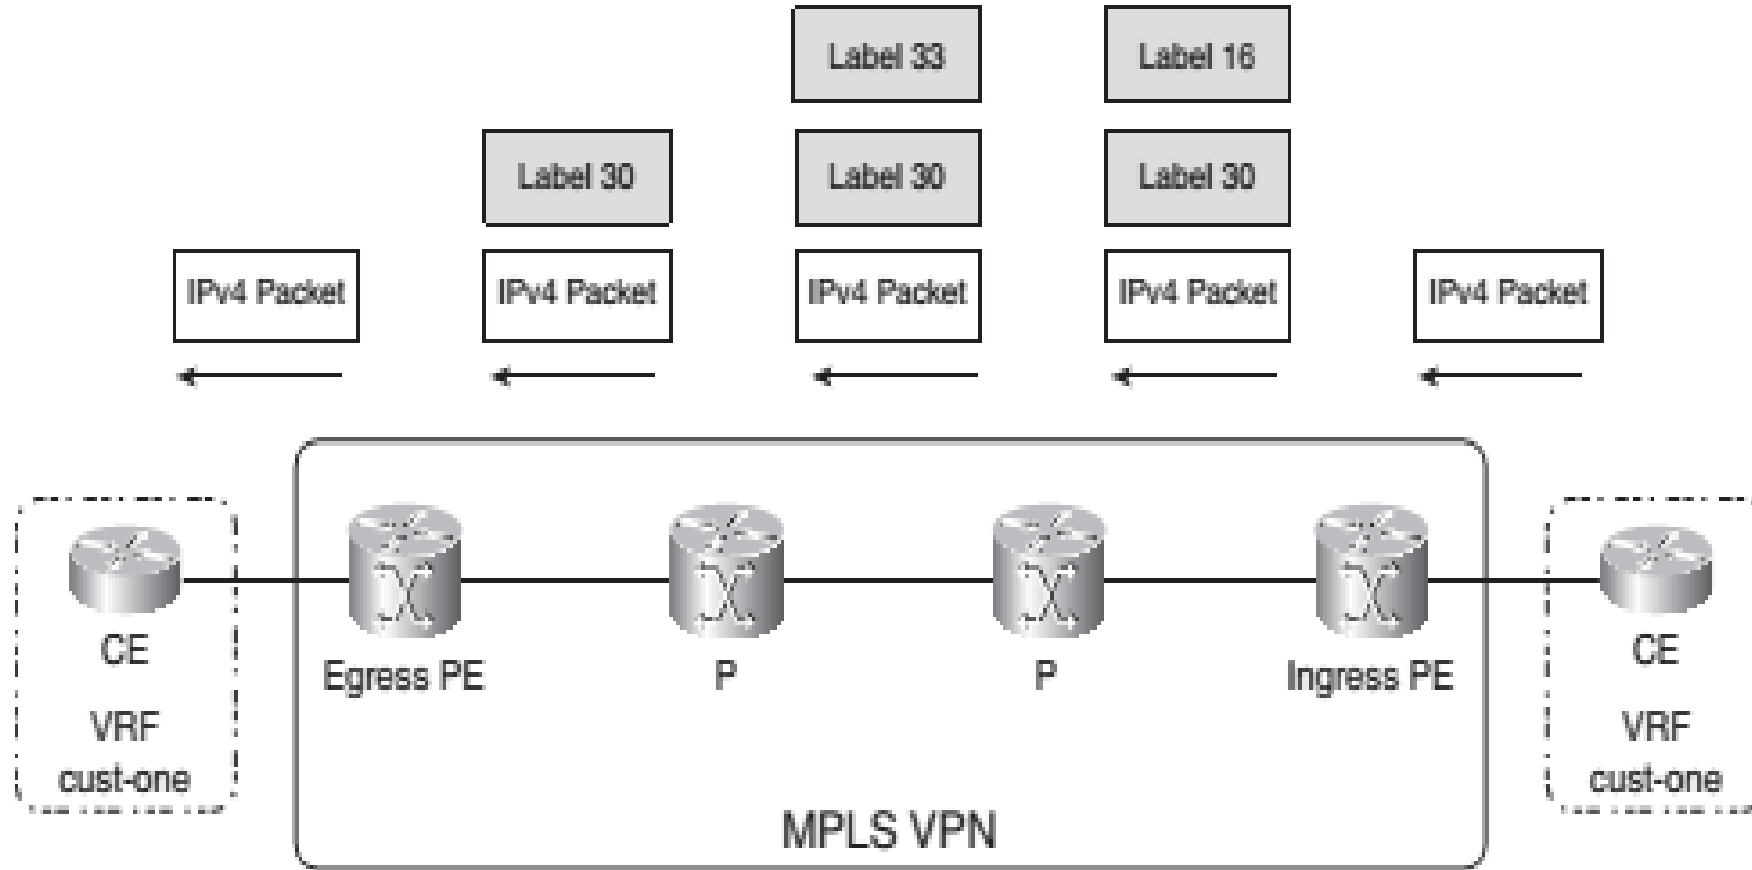 Label 33
Label 16
Label 30
Label 30
Label 30
IPv4 Packet
IPv4 Packet
IPv4 Packet
IPv4 Packet
IPv4 Packet
CE
Egress PE
P
P
Ingress PE
CE
VRF
cust-one
VRF
cust-one
MPLS VPN